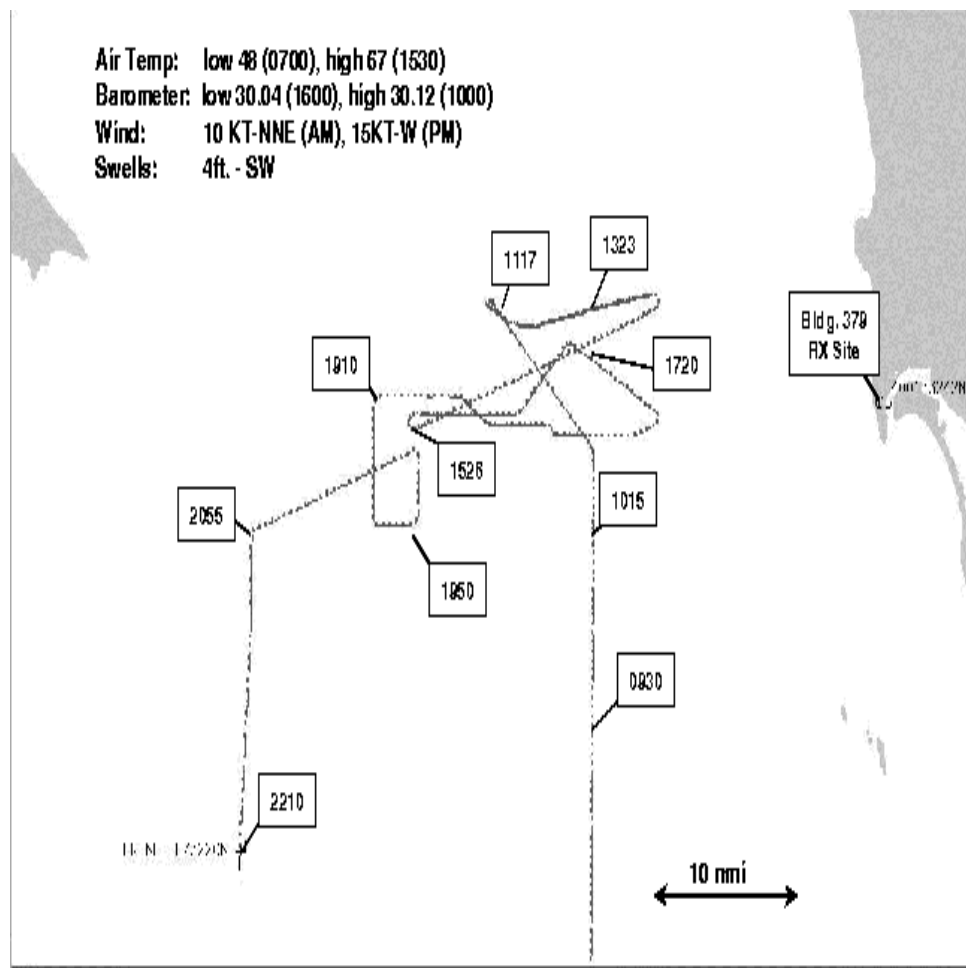 Air Temp: low 48 (0700), high 67 (1530)
Barometer: low 30.04 (1600), high 30.12 (1000)
Wind: 10 KT-NNE (AM), 15KT-W (PM)
Swells: 4ft. - SW
1117
1323
Bldg. 379
RX Site
1910
1720
1526
2055
1015
1950
0930
2210
10 nmi